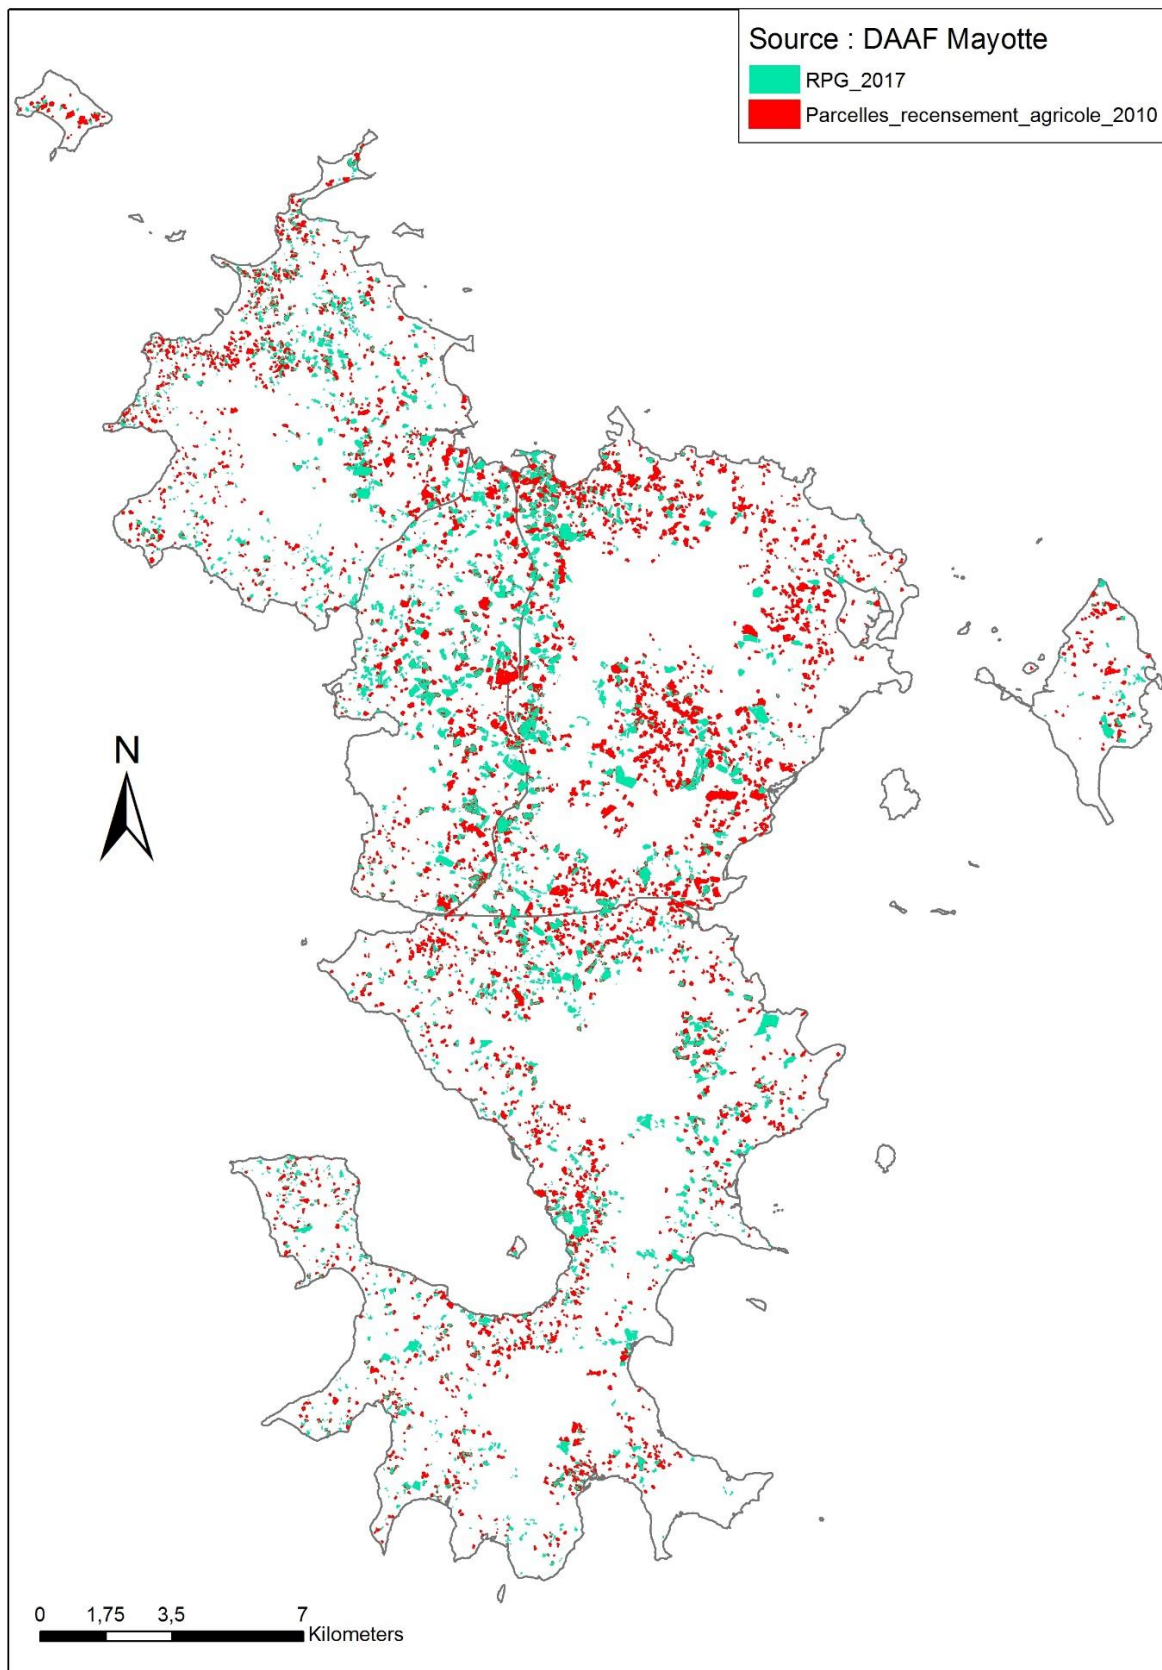 Source : DAAF Mayotte
RPG_2017
Parcelles_recensement_agricole_2010
N
0 1,75 3,5 7
Kilometers